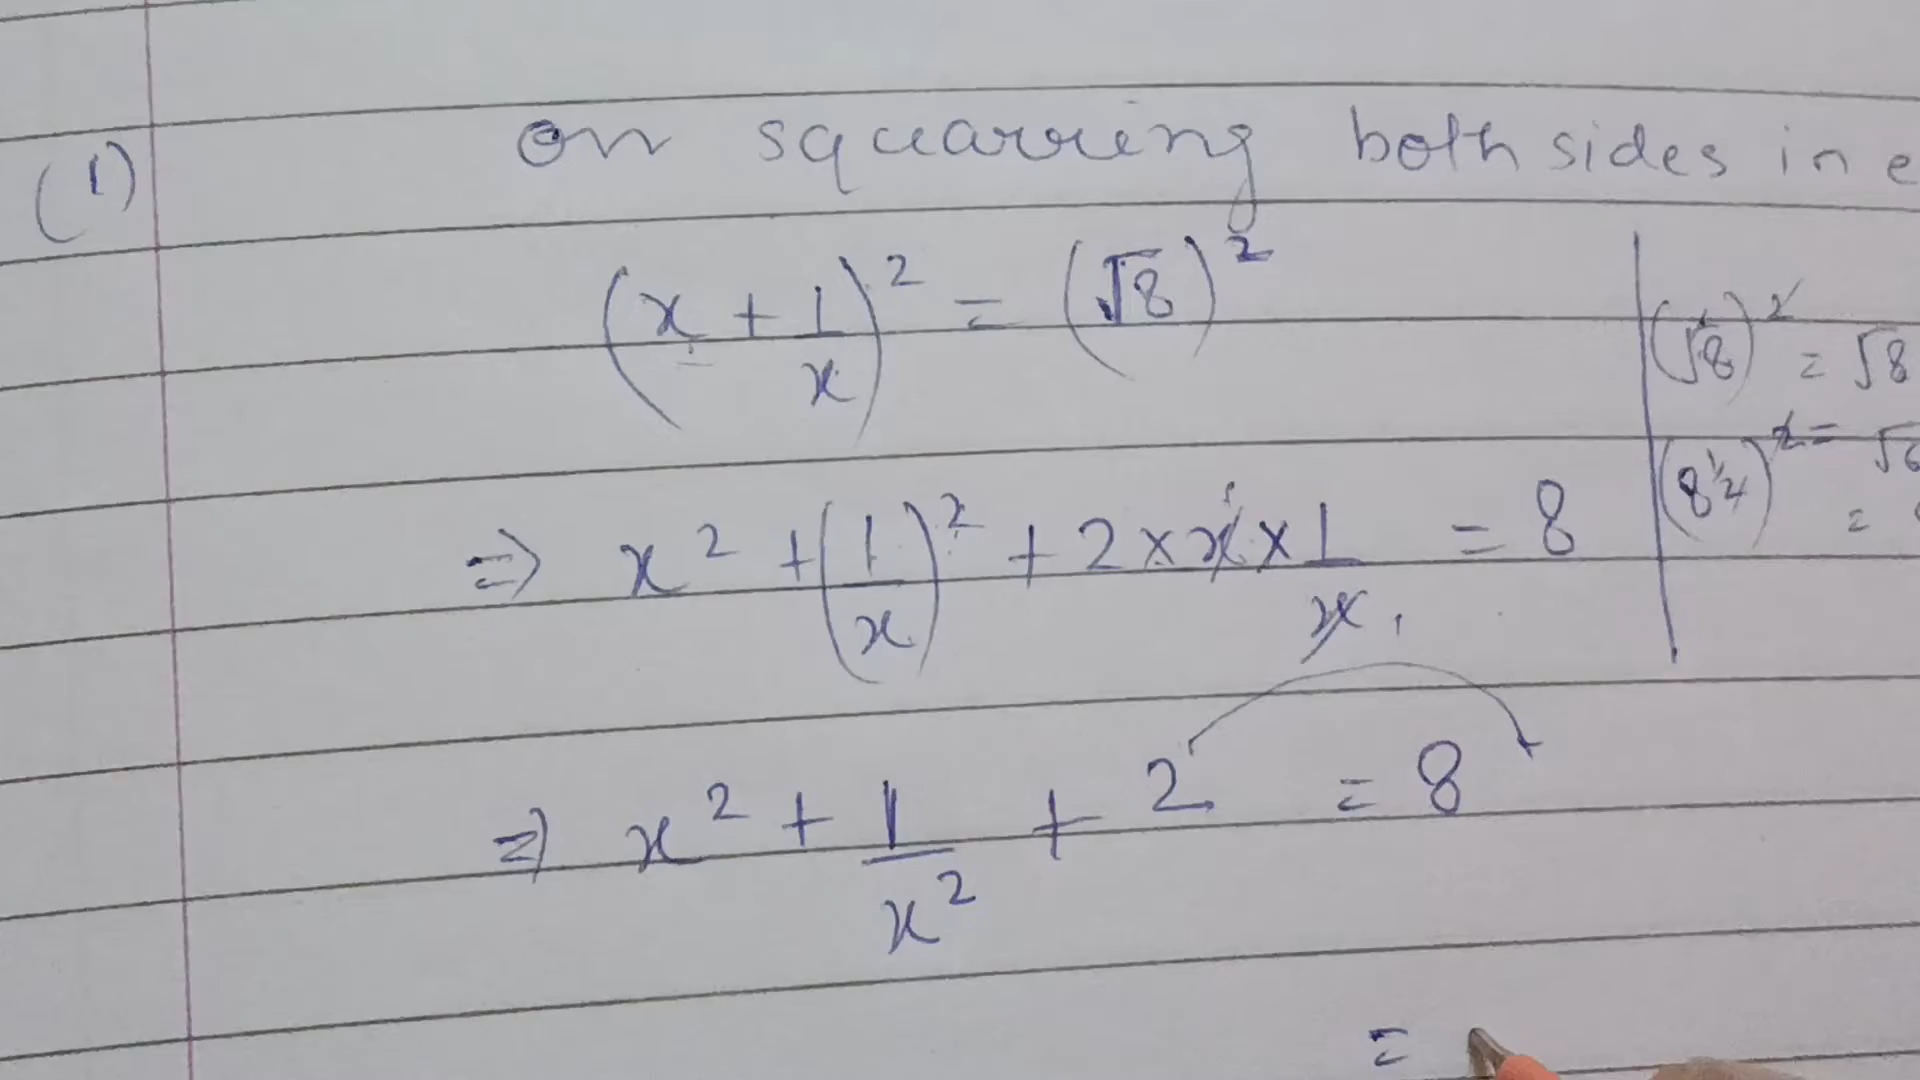 (1)
on squarring both sides in e
(x + 1/x)² = (√8)²
⇒ x² + (1/x)² + 2 × x × 1/x = 8
⇒ x² + 1/x² + 2 = 8
=
(√8)² = √8
(8^1/2)² = √
=